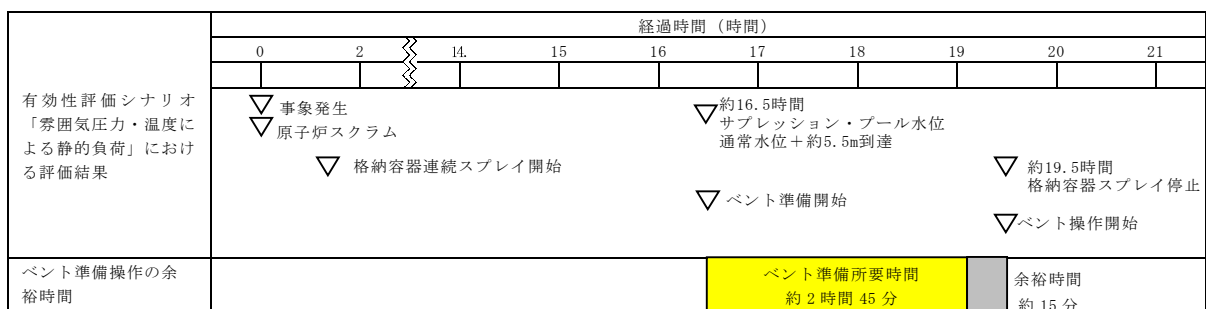 経過時間（時間）
0 2 14. 15 16 17 18 19 20 21
有効性評価シナリオ
「雰囲気圧力・温度に
よる静的負荷」におけ
る評価結果
事象発生
原子炉スクラム
格納容器連続スプレイ開始
約16.5時間
サプレッション・プール水位
通常水位＋約5.5m到達
ベント準備開始
約19.5時間
格納容器スプレイ停止
ベント操作開始
ベント準備操作の余
裕時間
ベント準備所要時間
約２時間 45 分
余裕時間
約 15 分